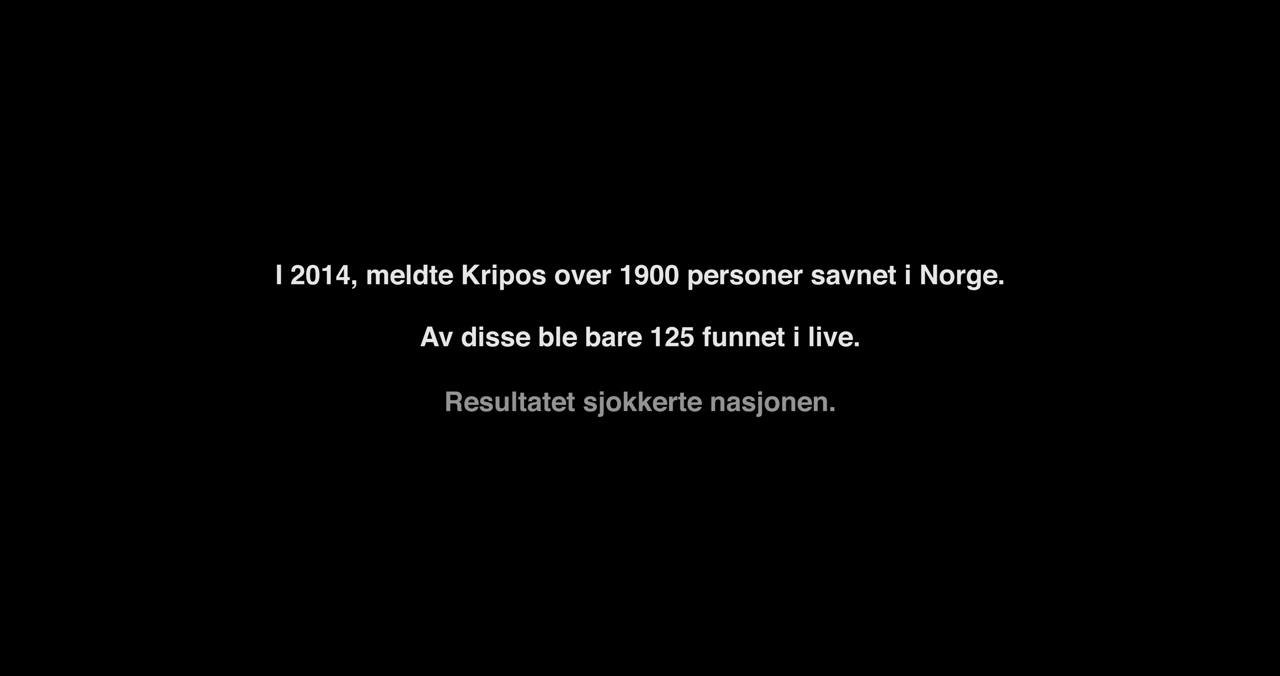 I 2014, meldte Kripos over 1900 personer savnet i Norge.
Av disse ble bare 125 funnet i live.
Resultatet sjokkerte nasjonen.